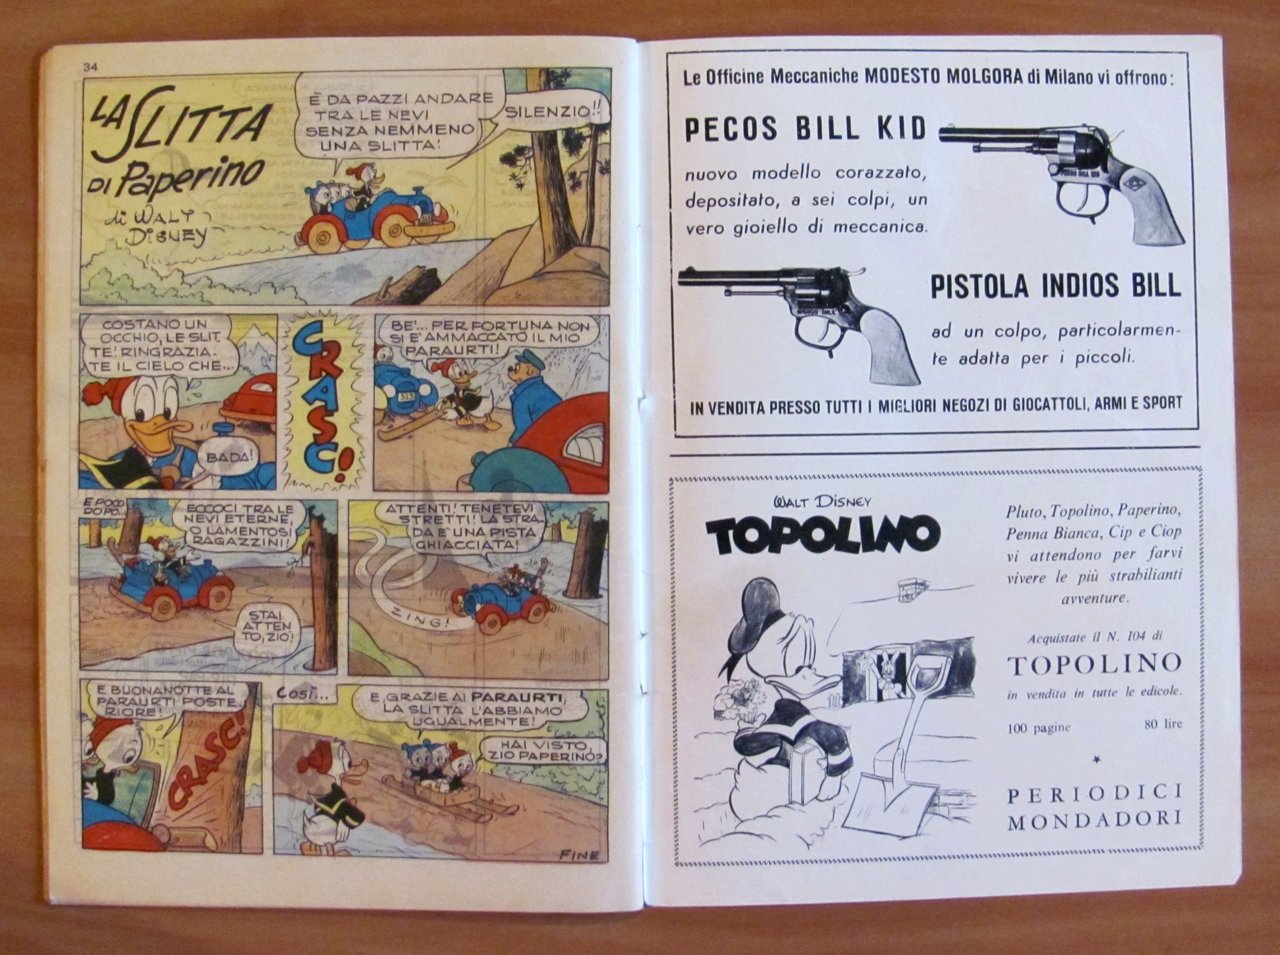 34
LA SLITTA
DI Paperino
di WALT
DISNEY
È DA PAZZI ANDARE
TRA LE NEVI
SENZA NEMMENO
UNA SLITTA!
SILENZIO!!
COSTANO UN
OCCHIO, LE SLIT-
TE! RINGRAZIA-
TE IL CIELO CHE...
BADA!
CRASC!
BE'... PER FORTUNA NON
SI E' AMMACCATO IL MIO
PARAURTI!
313
E POCO
DOPO...
ECCOCI TRA LE
NEVI ETERNE,
O LAMENTOSI
RAGAZZINI!
STAI
ATTEN
TO, ZIO!
ATTENTI! TENETEVI
STRETTI! LA STRA-
DA E' UNA PISTA
GHIACCIATA!
ZING!
E BUONANOTTE AL
PARAURTI POSTE-
RIORE!
CRASC!
COSÌ...
E, GRAZIE AI PARAURTI,
LA SLITTA L'ABBIAMO
UGUALMENTE!
HAI VISTO,
ZIO PAPERINO?
FINE
Le Officine Meccaniche MODESTO MOLGORA di Milano vi offrono:
PECOS BILL KID
nuovo modello corazzato,
depositato, a sei colpi, un
vero gioiello di meccanica.
PECOS BILL KID
PISTOLA INDIOS BILL
INDIOS BILL
ad un colpo, particolarmen-
te adatta per i piccoli.
IN VENDITA PRESSO TUTTI I MIGLIORI NEGOZI DI GIOCATTOLI, ARMI E SPORT
WALT DISNEY
TOPOLINO
Pluto, Topolino, Paperino,
Penna Bianca, Cip e Ciop
vi attendono per farvi
vivere le più strabilianti
avventure.
Acquistate il N. 104 di
TOPOLINO
in vendita in tutte le edicole.
100 pagine 80 lire
PERIODICI
MONDADORI